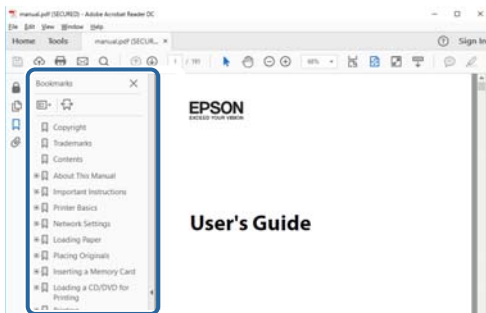 manual.pdf (SECURED) - Adobe Acrobat Reader DC
File Edit View Window Help
Home Tools manual.pdf (SECUR... ×
Sign In
Bookmarks
Copyright
Trademarks
Contents
About This Manual
Important Instructions
Printer Basics
Network Settings
Loading Paper
Placing Originals
Inserting a Memory Card
Loading a CD/DVD for
Printing
EPSON
EXCEED YOUR VISION
User's Guide